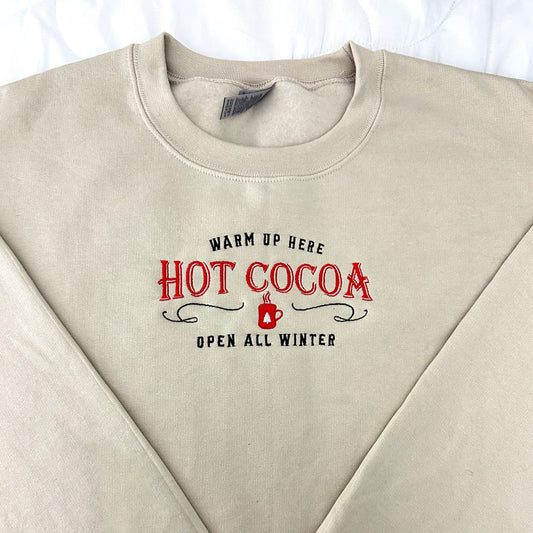 WARM UP HERE
HOT COCOA
OPEN ALL WINTER